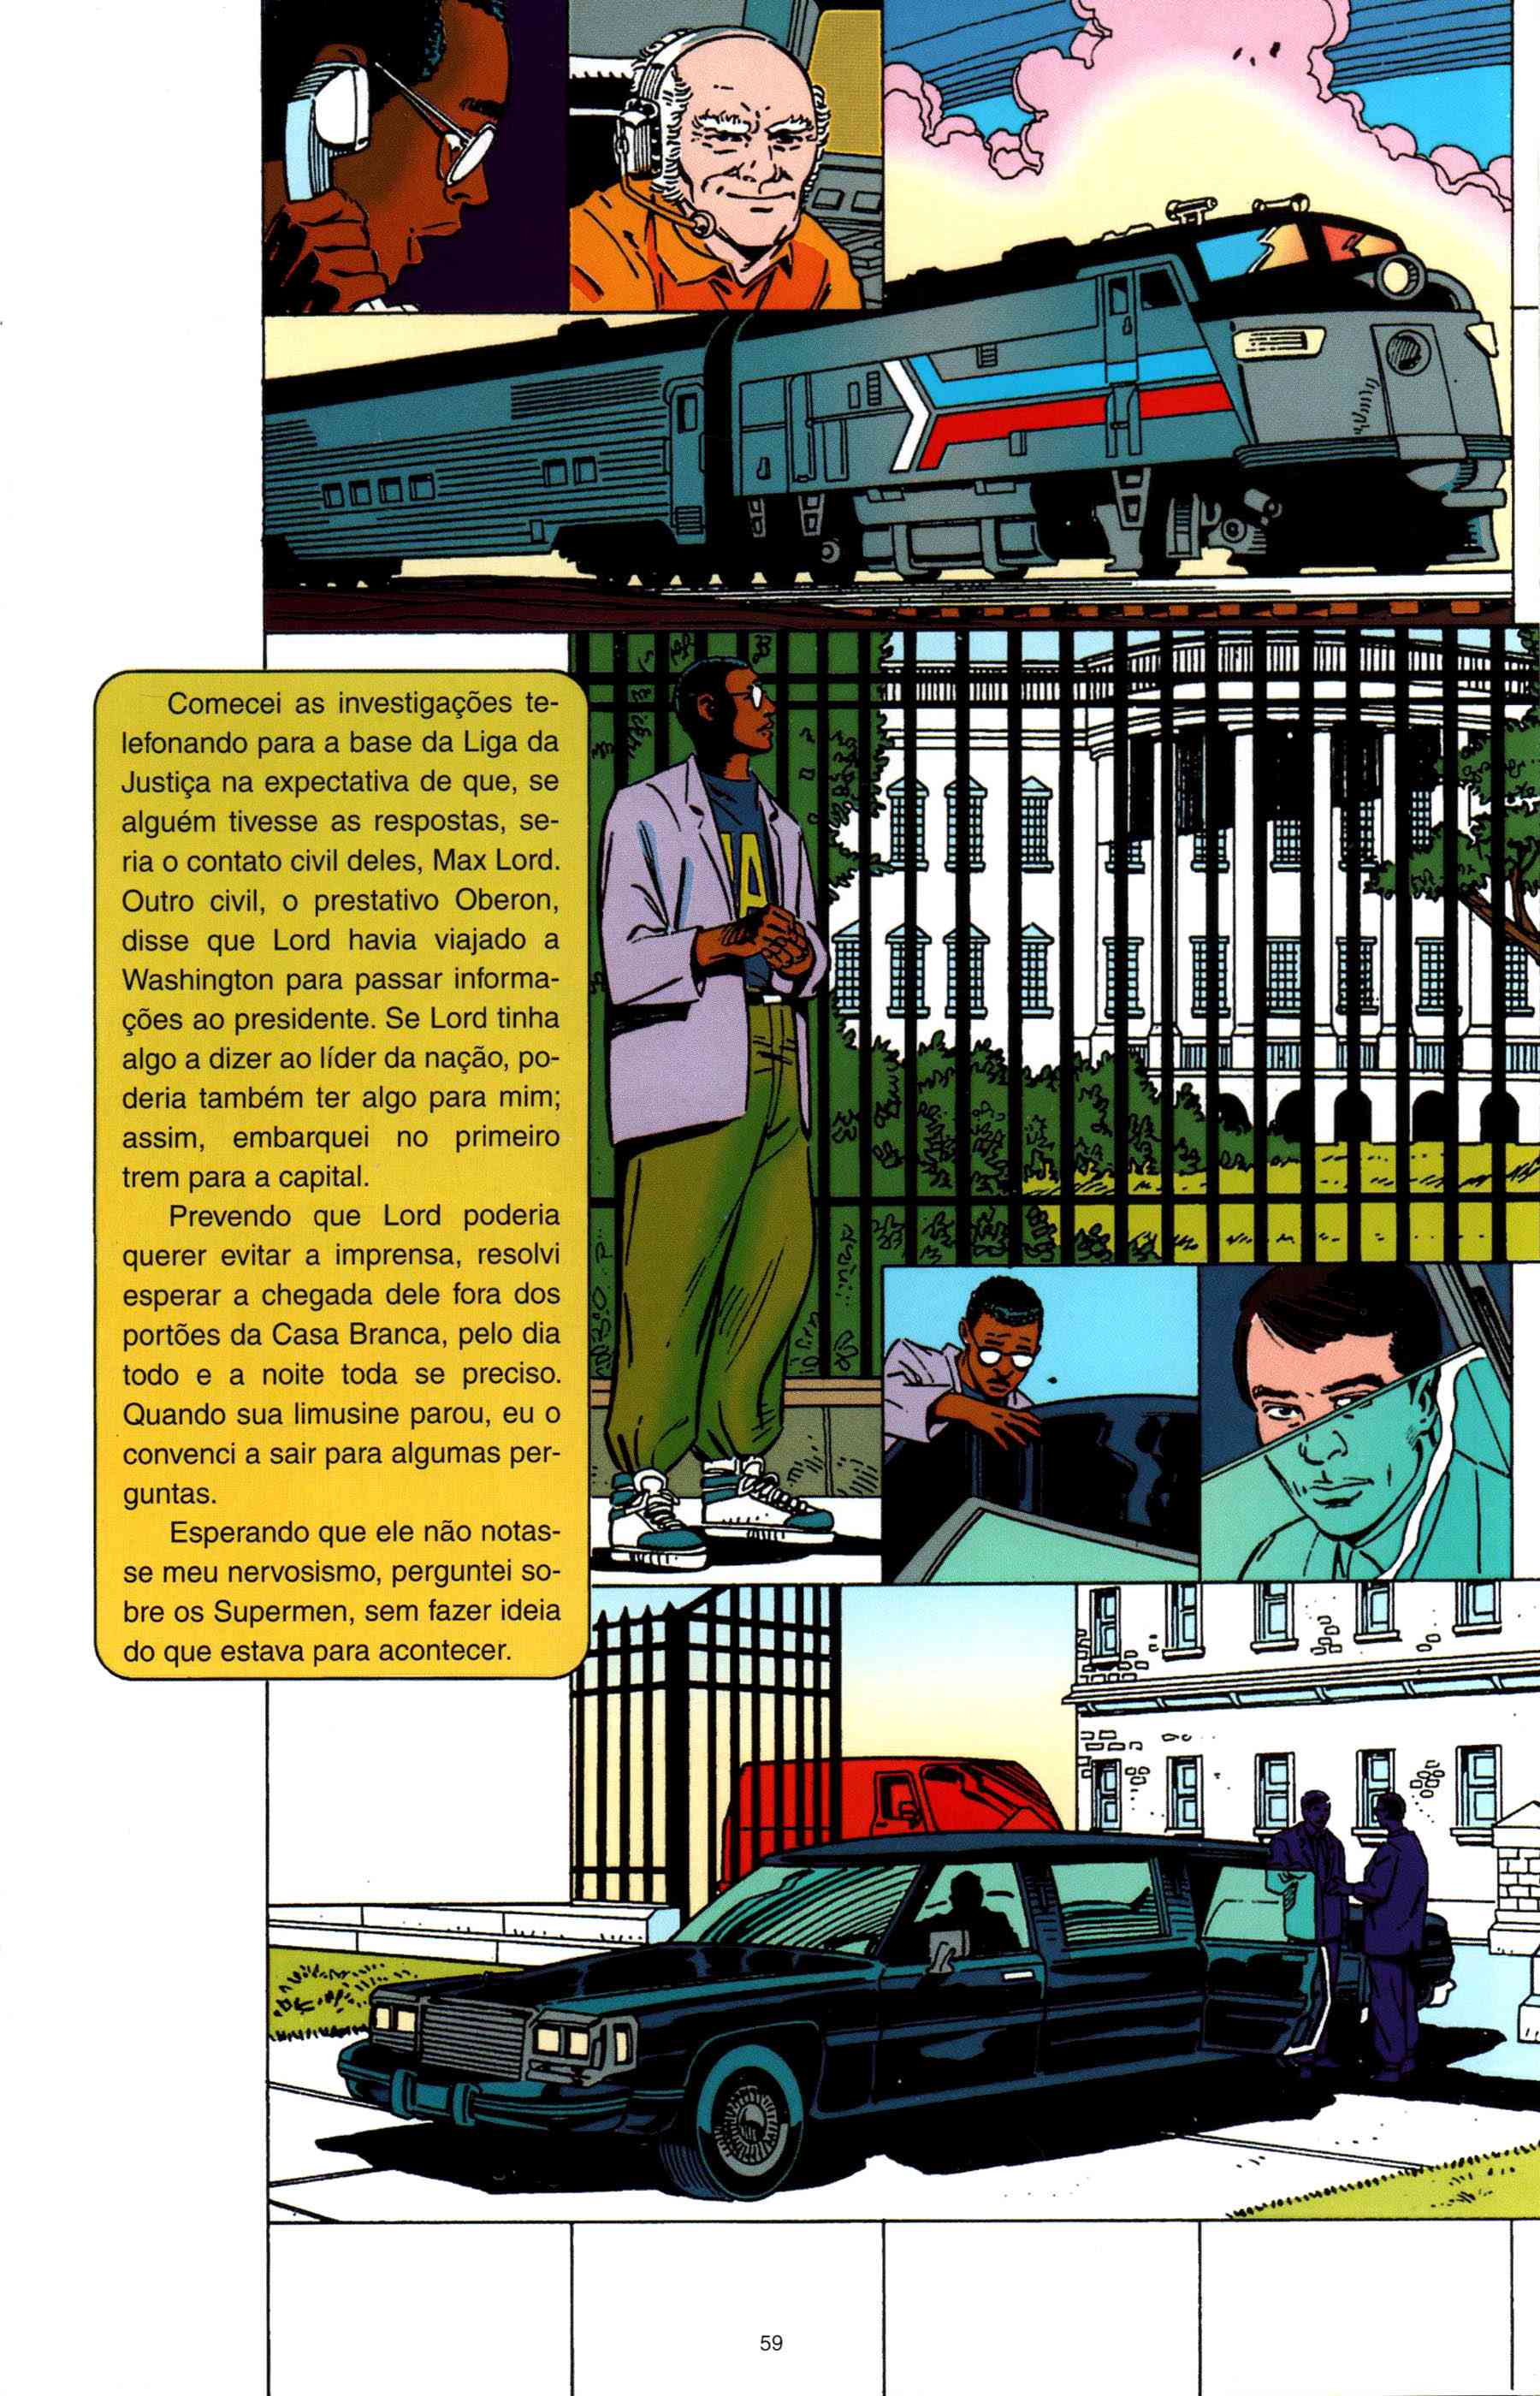 Comecei as investigações te-
lefonando para a base da Liga da
Justiça na expectativa de que, se
alguém tivesse as respostas, se-
ria o contato civil deles, Max Lord.
Outro civil, o prestativo Oberon,
disse que Lord havia viajado a
Washington para passar informa-
ções ao presidente. Se Lord tinha
algo a dizer ao líder da nação, po-
deria também ter algo para mim;
assim, embarquei no primeiro
trem para a capital.
Prevendo que Lord poderia
querer evitar a imprensa, resolvi
esperar a chegada dele fora dos
portões da Casa Branca, pelo dia
todo e a noite toda se preciso.
Quando sua limusine parou, eu o
convenci a sair para algumas per-
guntas.
Esperando que ele não notas-
se meu nervosismo, perguntei so-
bre os Supermen, sem fazer ideia
do que estava para acontecer.
59